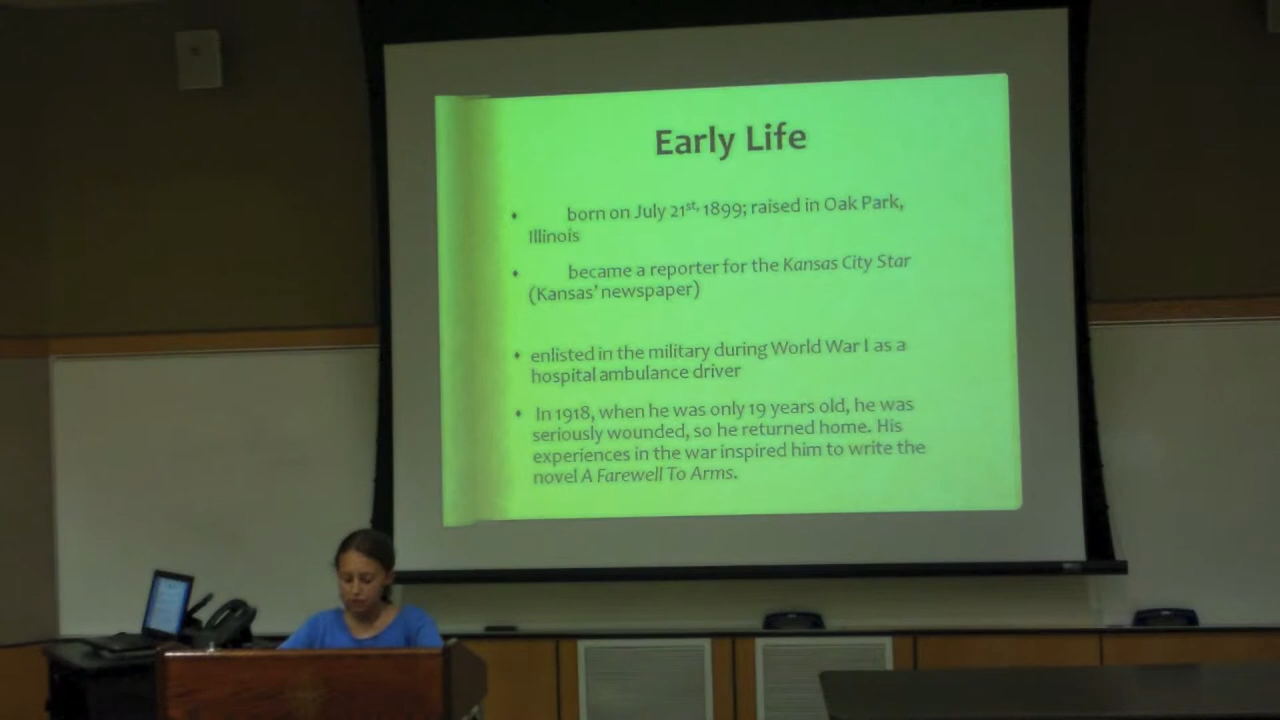 Early Life
• born on July 21st, 1899; raised in Oak Park,
Illinois
• became a reporter for the Kansas City Star
(Kansas' newspaper)
• enlisted in the military during World War I as a
hospital ambulance driver
• In 1918, when he was only 19 years old, he was
seriously wounded, so he returned home. His
experiences in the war inspired him to write the
novel A Farewell To Arms.